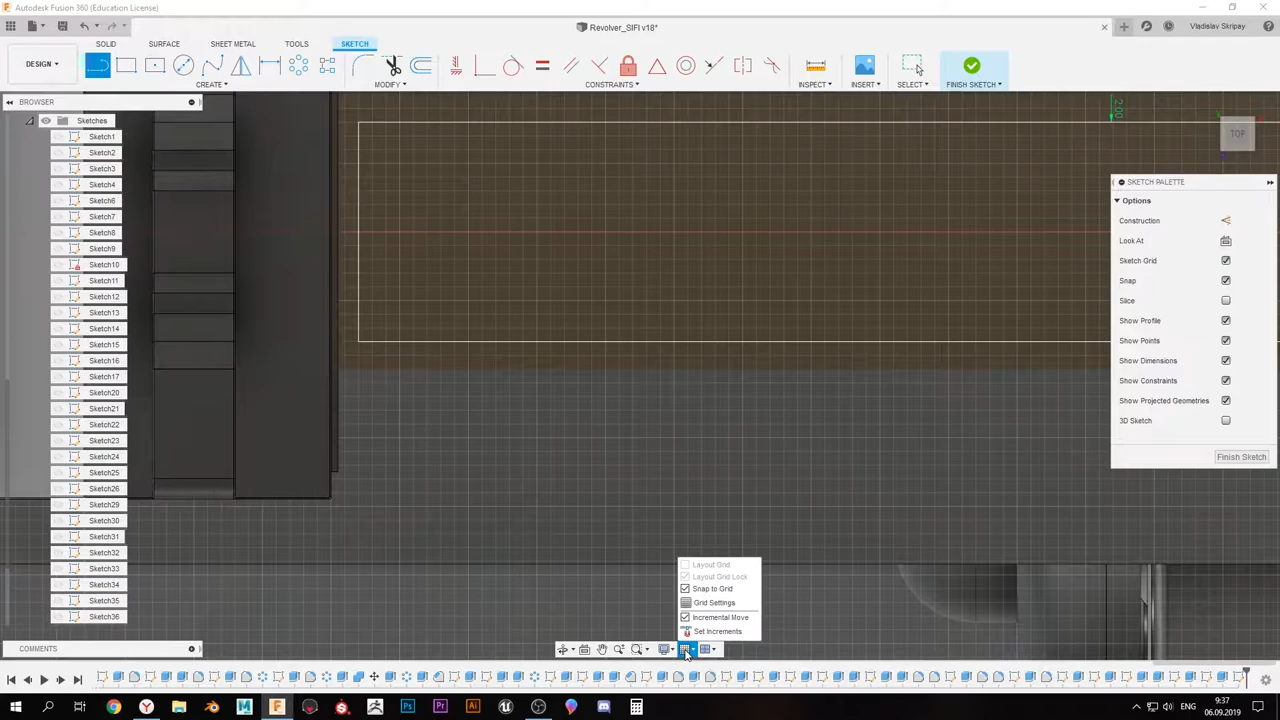 Autodesk Fusion 360 (Education License)
Revolver_SIFI v18*
Vladislav Skripay
DESIGN
SOLID SURFACE SHEET METAL TOOLS SKETCH
CREATE MODIFY CONSTRAINTS INSPECT INSERT SELECT FINISH SKETCH
BROWSER
Sketches
Sketch1
Sketch2
Sketch3
Sketch4
Sketch6
Sketch7
Sketch8
Sketch9
Sketch10
Sketch11
Sketch12
Sketch13
Sketch14
Sketch15
Sketch16
Sketch17
Sketch20
Sketch21
Sketch22
Sketch23
Sketch24
Sketch25
Sketch26
Sketch29
Sketch30
Sketch31
Sketch32
Sketch33
Sketch34
Sketch35
Sketch36
2.00
TOP
SKETCH PALETTE
Options
Construction
Look At
Sketch Grid
Snap
Slice
Show Profile
Show Points
Show Dimensions
Show Constraints
Show Projected Geometries
3D Sketch
Finish Sketch
Layout Grid
Layout Grid Lock
Snap to Grid
Grid Settings
Incremental Move
Set Increments
COMMENTS
ENG
9:37
06.09.2019